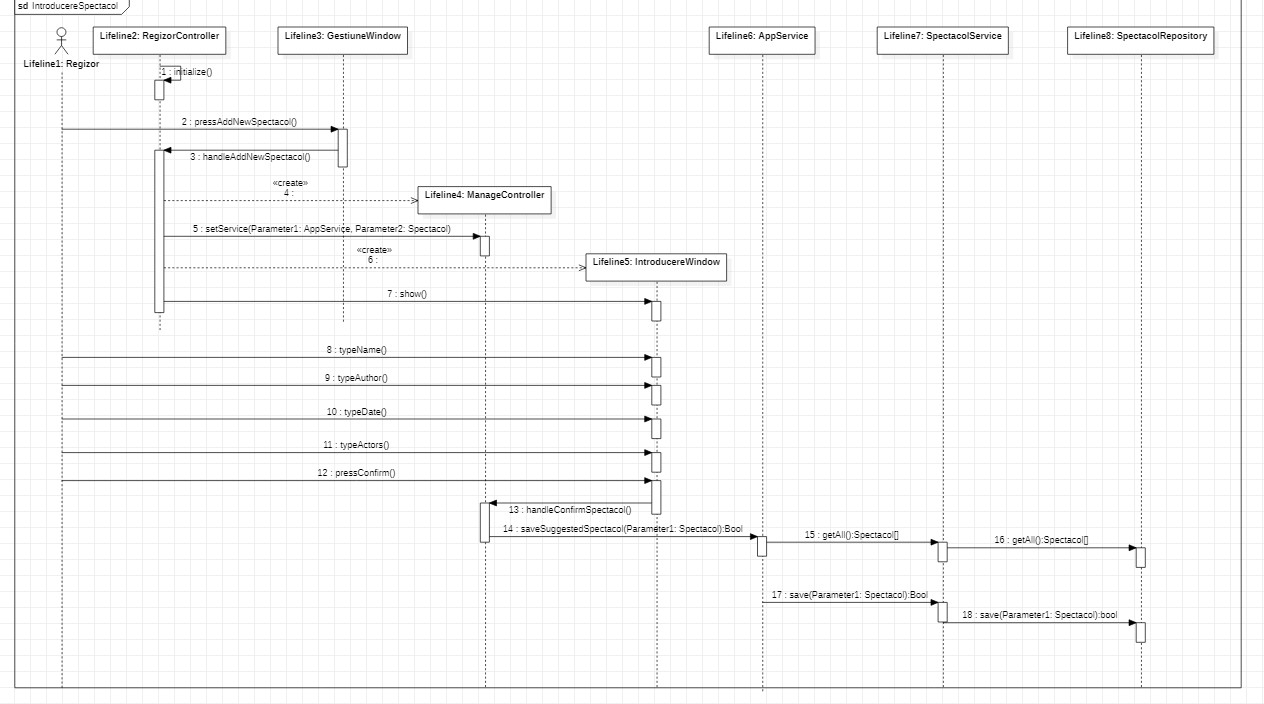 sd IntroducereSpectacol
Lifeline1: Regizor
Lifeline2: RegizorController
Lifeline3: GestiuneWindow
Lifeline6: AppService
Lifeline7: SpectacolService
Lifeline8: SpectacolRepository
1 : initialize()
2 : pressAddNewSpectacol()
3 : handleAddNewSpectacol()
«create»
4 :
Lifeline4: ManageController
5 : setService(Parameter1: AppService, Parameter2: Spectacol)
«create»
6 :
Lifeline5: IntroducereWindow
7 : show()
8 : typeName()
9 : typeAuthor()
10 : typeDate()
11 : typeActors()
12 : pressConfirm()
13 : handleConfirmSpectacol()
14 : saveSuggestedSpectacol(Parameter1: Spectacol):Bool
15 : getAll():Spectacol[]
16 : getAll():Spectacol[]
17 : save(Parameter1: Spectacol):Bool
18 : save(Parameter1: Spectacol):bool